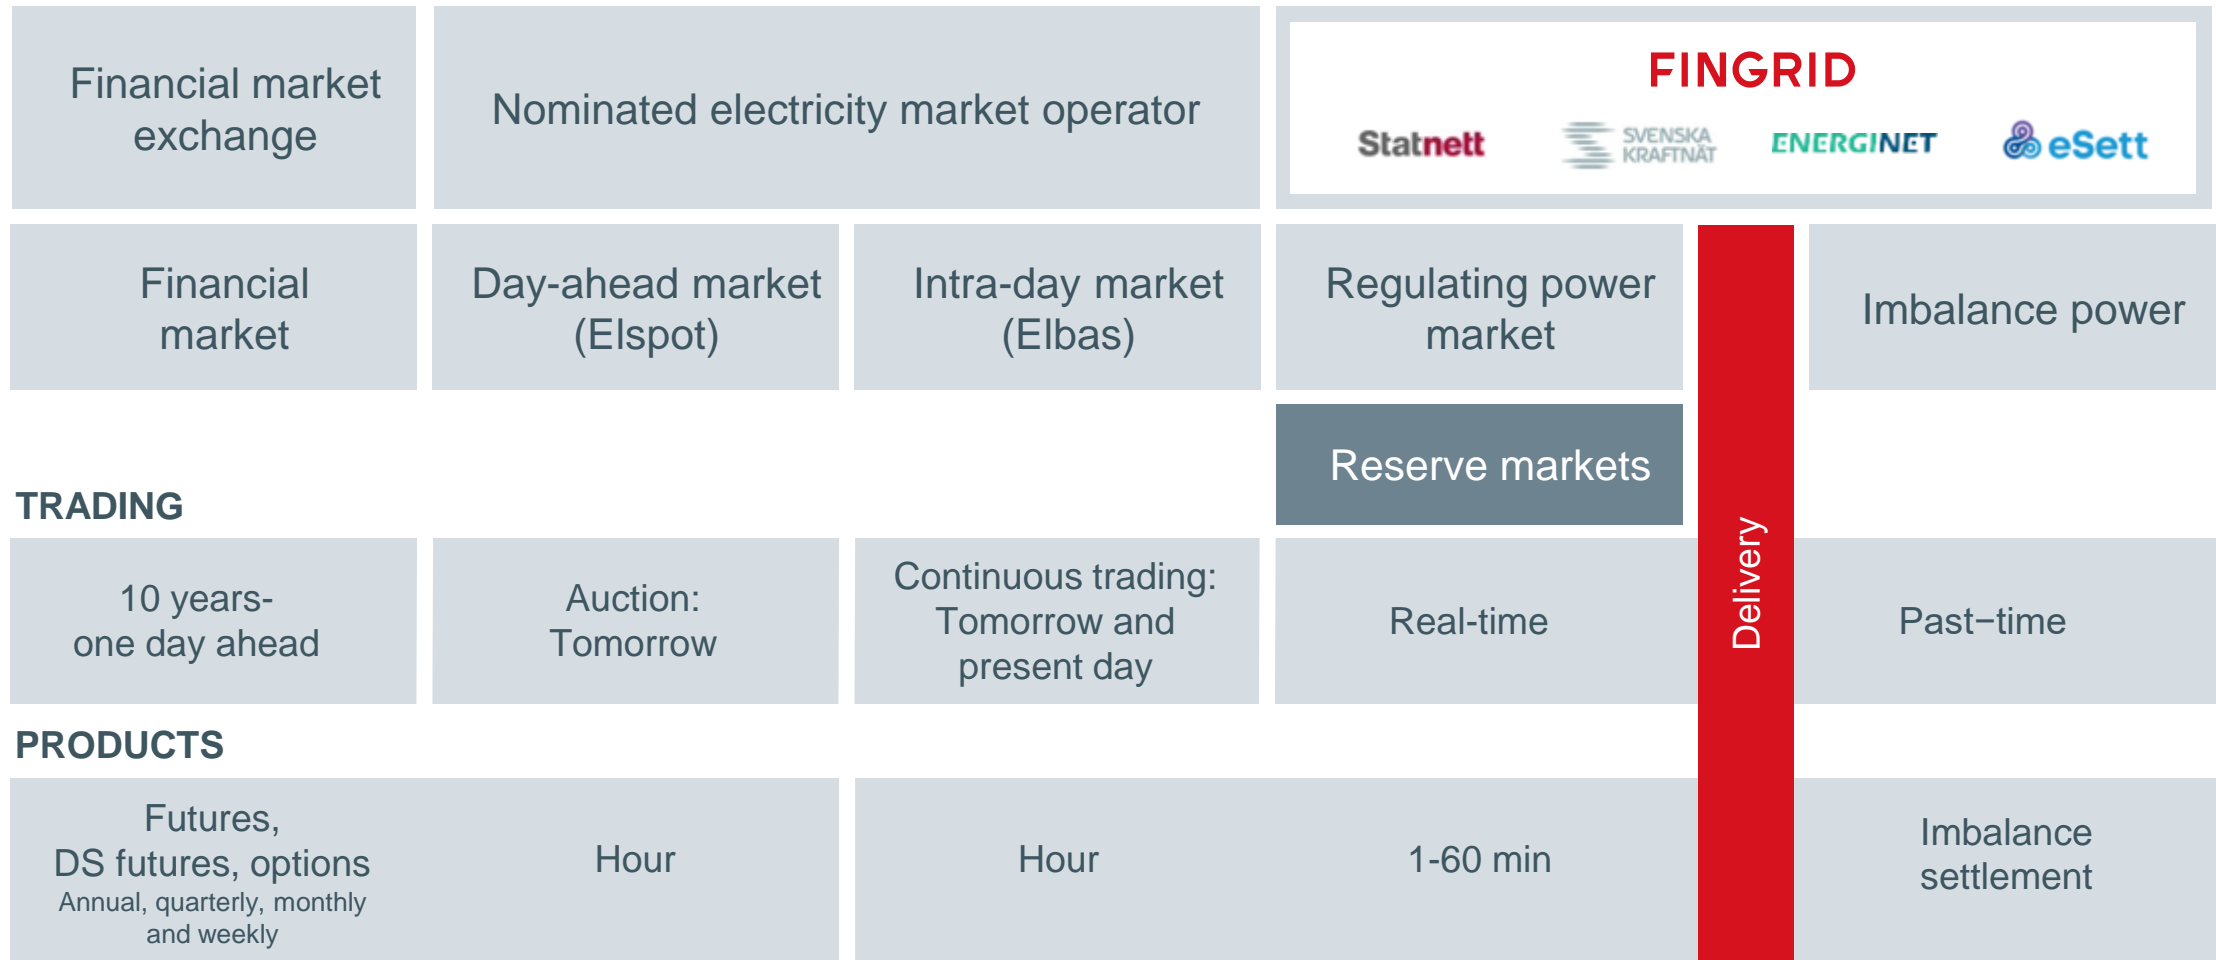 Financial market
exchange
Nominated electricity market operator
FINGRID
Statnett
SVENSKA
KRAFTNÄT
ENERGINET
eSett
Financial
market
Day-ahead market
(Elspot)
Intra-day market
(Elbas)
Regulating power
market
Imbalance power
Reserve markets
TRADING
10 years-
one day ahead
Auction:
Tomorrow
Continuous trading:
Tomorrow and
present day
Real-time
Delivery
Past−time
PRODUCTS
Futures,
DS futures, options
Annual, quarterly, monthly
and weekly
Hour
Hour
1-60 min
Imbalance
settlement